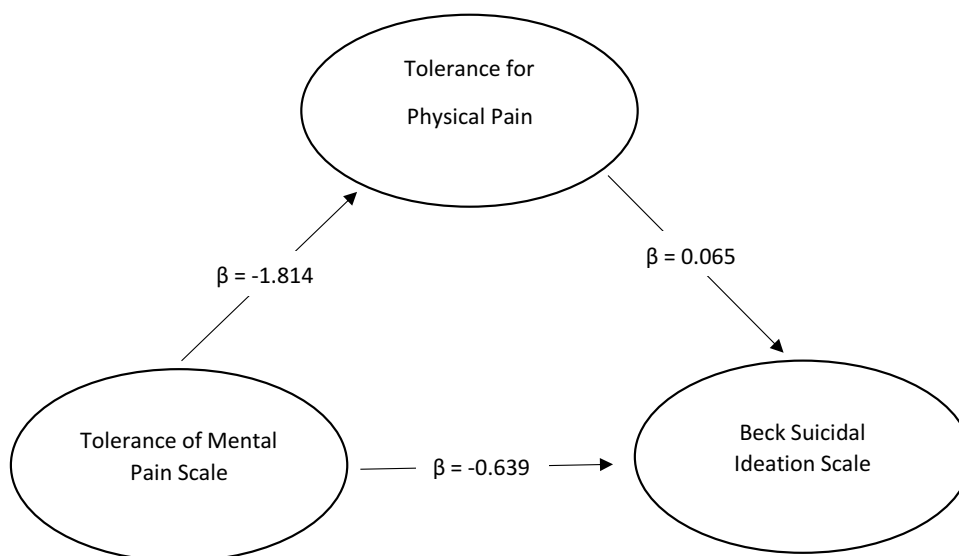 Tolerance for
Physical Pain
β = -1.814
β = 0.065
Tolerance of Mental
Pain Scale
β = -0.639
Beck Suicidal
Ideation Scale